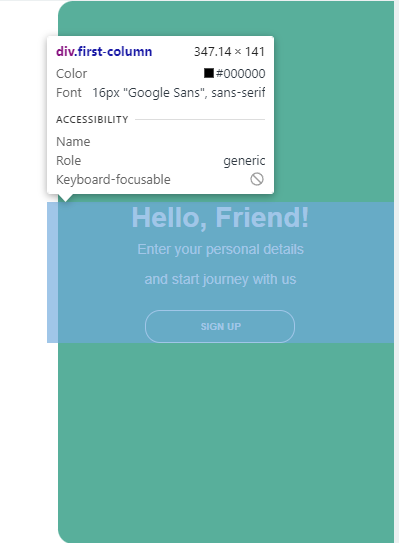 div.first-column 347.14 × 141
Color #000000
Font 16px "Google Sans", sans-serif
ACCESSIBILITY
Name
Role generic
Keyboard-focusable
Hello, Friend!
Enter your personal details
and start journey with us
SIGN UP